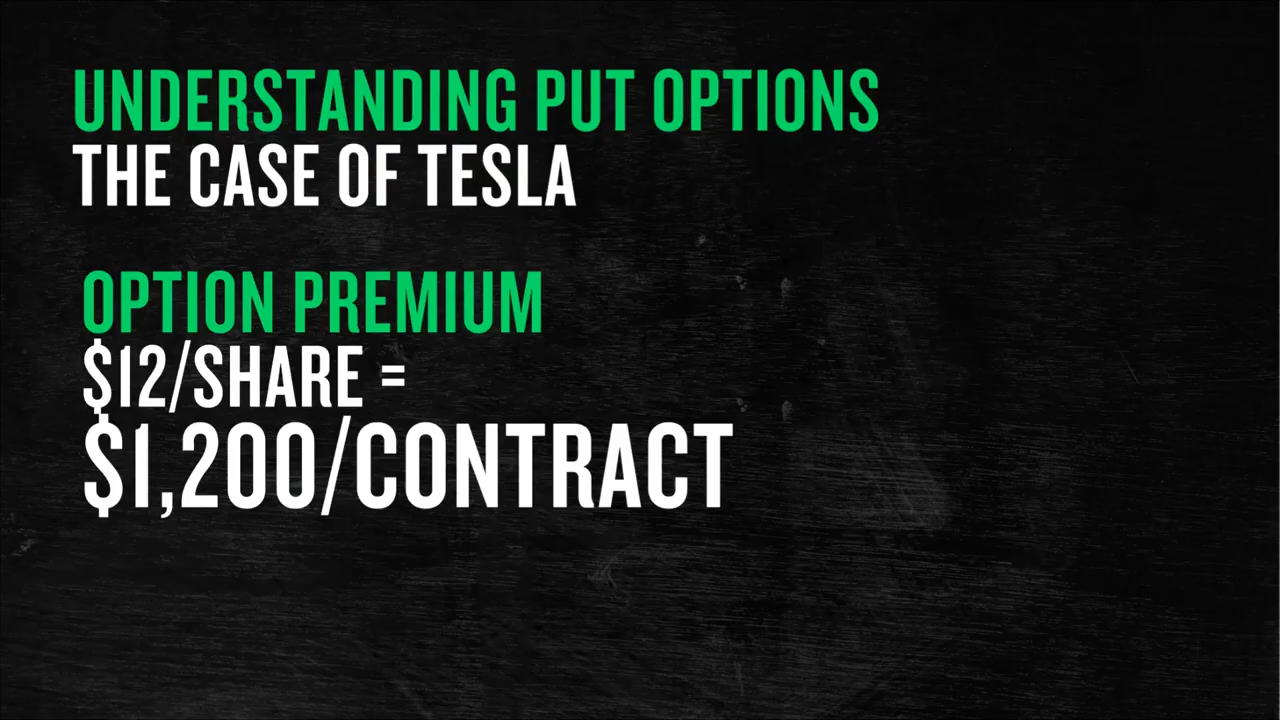 UNDERSTANDING PUT OPTIONS
THE CASE OF TESLA
OPTION PREMIUM
$12/SHARE =
$1,200/CONTRACT